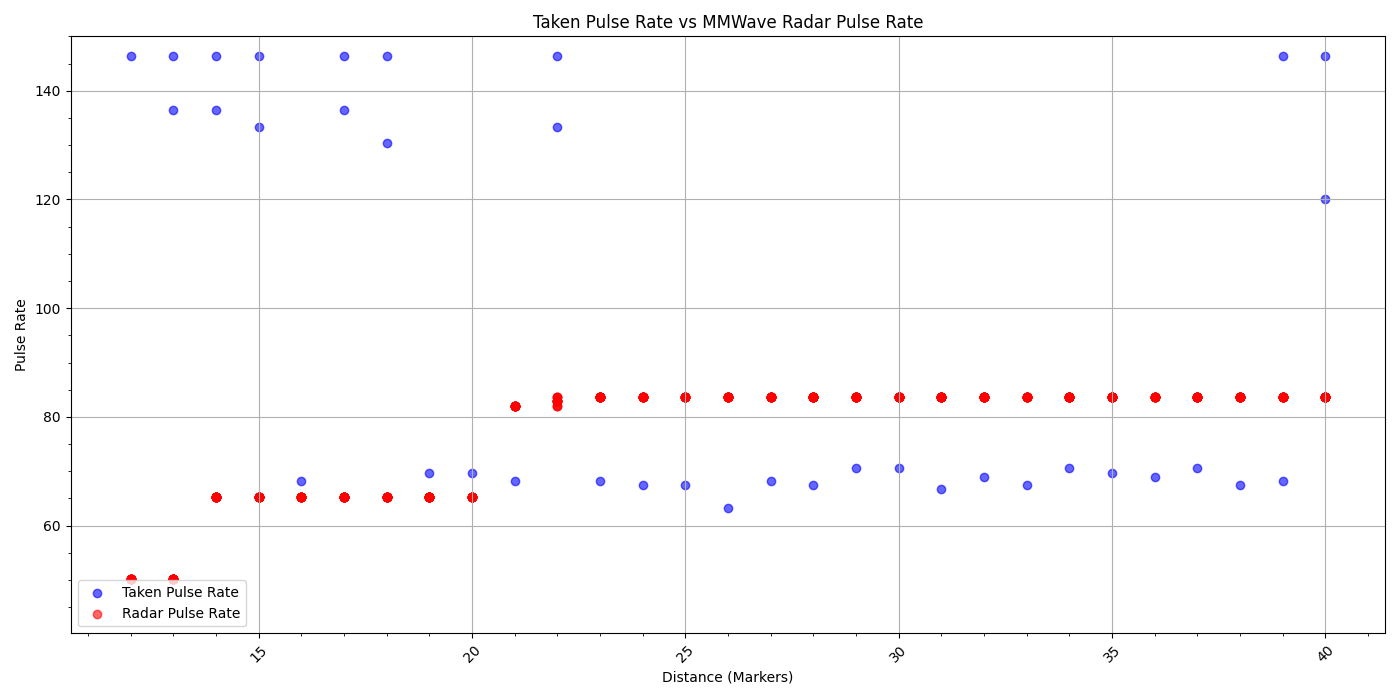 Taken Pulse Rate vs MMWave Radar Pulse Rate
140
120
100
80
60
Pulse Rate
Taken Pulse Rate
Radar Pulse Rate
15
20
25
30
35
40
Distance (Markers)